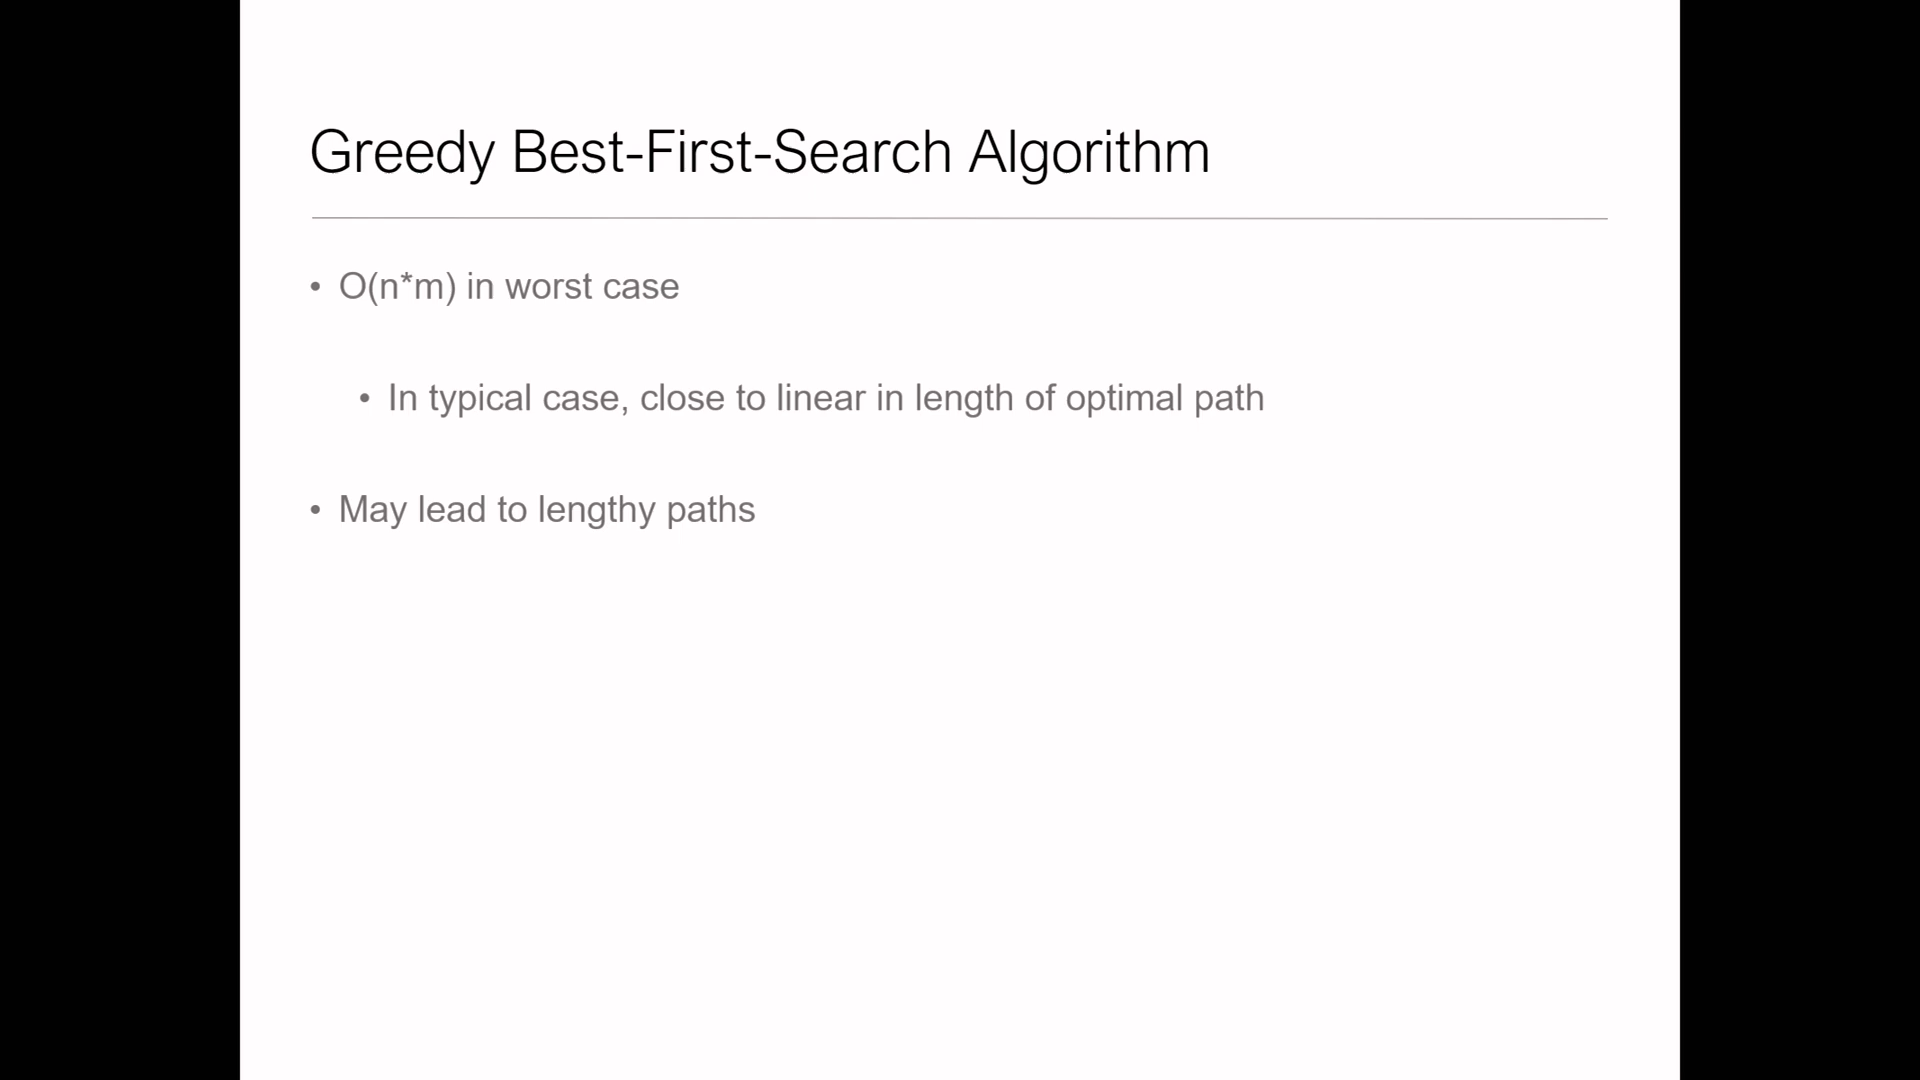 Greedy Best-First-Search Algorithm
• O(n*m) in worst case
• In typical case, close to linear in length of optimal path
• May lead to lengthy paths